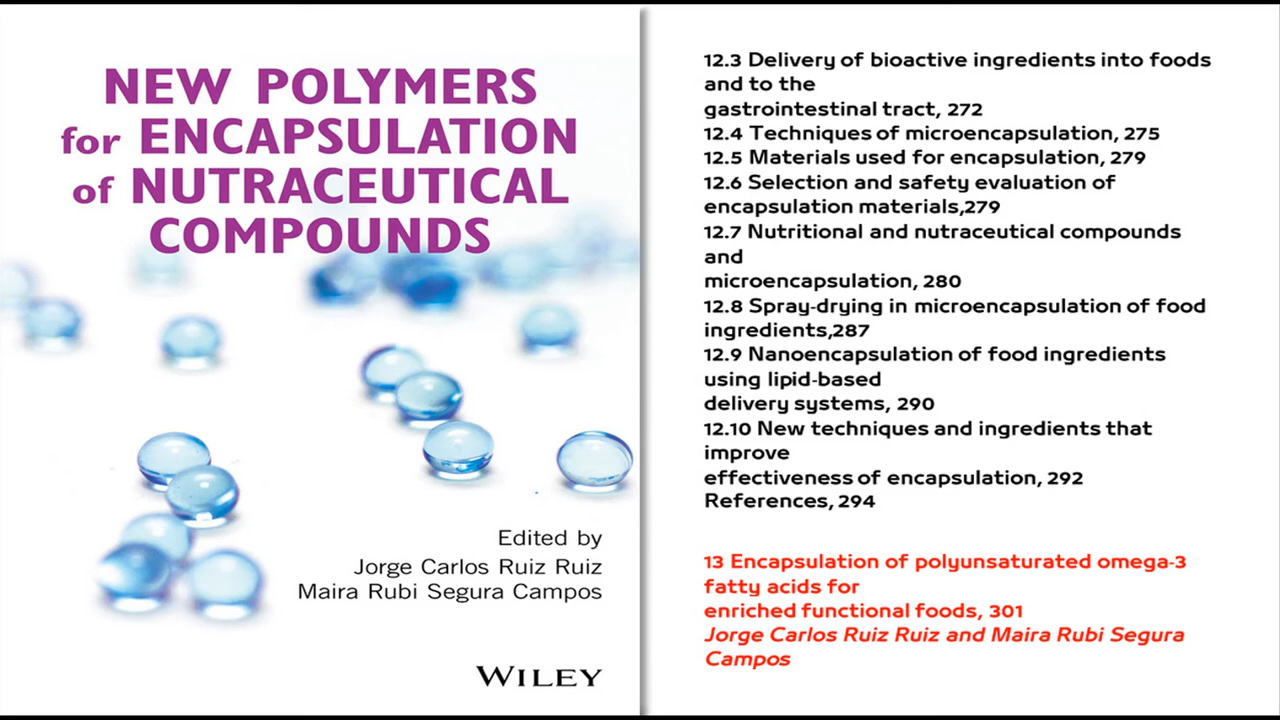 NEW POLYMERS
for ENCAPSULATION
of NUTRACEUTICAL
COMPOUNDS
Edited by
Jorge Carlos Ruiz Ruiz
Maira Rubi Segura Campos
WILEY
12.3 Delivery of bioactive ingredients into foods
and to the
gastrointestinal tract, 272
12.4 Techniques of microencapsulation, 275
12.5 Materials used for encapsulation, 279
12.6 Selection and safety evaluation of
encapsulation materials,279
12.7 Nutritional and nutraceutical compounds
and
microencapsulation, 280
12.8 Spray-drying in microencapsulation of food
ingredients,287
12.9 Nanoencapsulation of food ingredients
using lipid-based
delivery systems, 290
12.10 New techniques and ingredients that
improve
effectiveness of encapsulation, 292
References, 294
13 Encapsulation of polyunsaturated omega-3
fatty acids for
enriched functional foods, 301
Jorge Carlos Ruiz Ruiz and Maira Rubi Segura
Campos